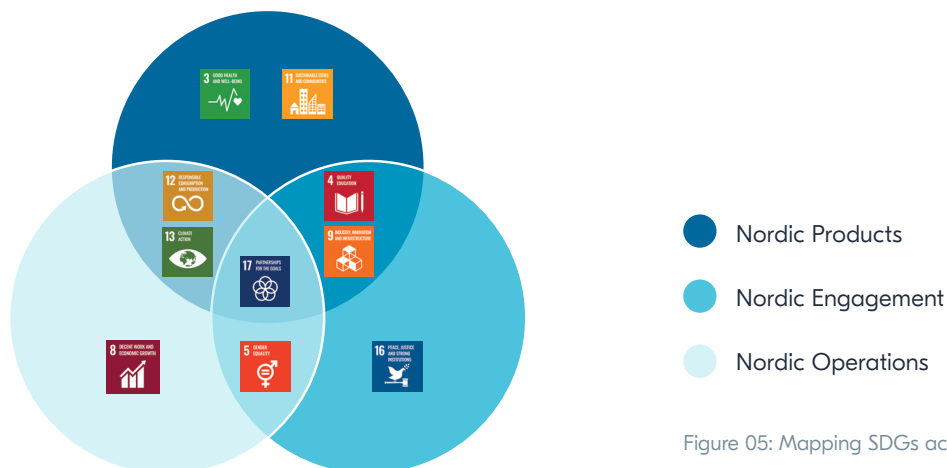 3 GOOD HEALTH
AND WELL-BEING
11 SUSTAINABLE CITIES
AND COMMUNITIES
12 RESPONSIBLE
CONSUMPTION
AND PRODUCTION
4 QUALITY
EDUCATION
13 CLIMATE
ACTION
9 INDUSTRY, INNOVATION
AND INFRASTRUCTURE
17 PARTNERSHIPS
FOR THE GOALS
8 DECENT WORK AND
ECONOMIC GROWTH
5 GENDER
EQUALITY
16 PEACE, JUSTICE
AND STRONG
INSTITUTIONS
Nordic Products
Nordic Engagement
Nordic Operations
Figure 05: Mapping SDGs ac